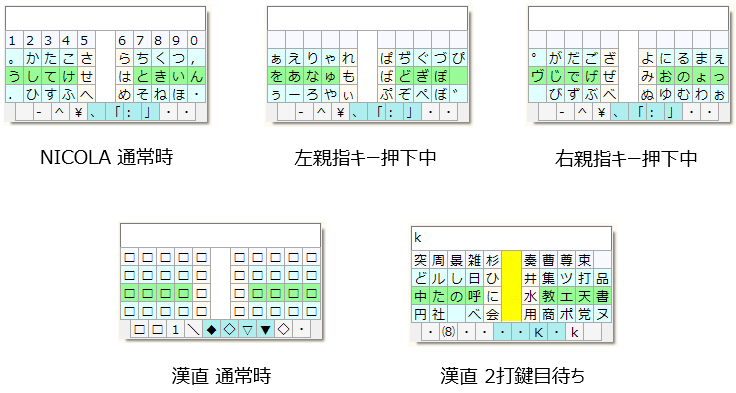 1 2 3 4 5 6 7 8 9 0
。 か た こ さ ら ち く つ ,
う し て け せ は と き い ん
. ひ す ふ へ め そ ね ほ ・
- ^ ¥ 、 「 : 」 ・ ・
NICOLA 通常時
ぁ え り ゃ れ ぱ ぢ ぐ づ ぴ
を あ な ゅ も ば ど ぎ ぽ
ぅ ー ろ ゃ ぃ ぷ ぞ ぺ ぼ ゛
- ^ ¥ 、 「 : 」 ・ ・
左親指キー押下中
゜ が だ ご ざ よ に る ま ぇ
ヴ じ で げ ぜ み お の ょ っ
び ず ぶ べ ぬ ゆ む わ ぉ
- ^ ¥ 、 「 : 」 ・ ・
右親指キー押下中
□ □ □ □ □ □ □ □ □ □
□ □ □ □ □ □ □ □ □ □
□ □ □ □ □ □ □ □ □ □
□ □ □ □ □ □ □ □ □ □
□ □ 1 \ ◆ ◇ ▽ ▼ ◇ ・
漢直 通常時
k
突 周 景 雑 杉 奏 曹 尊 束
ど ル し 日 ひ 井 集 ツ 打 品
中 た の 呼 に 水 教 エ 天 書
円 社 べ 会 用 商 ポ 党 ヌ
・ ⑻ ・ ・ ・ ・ K ・ k
漢直 2打鍵目待ち